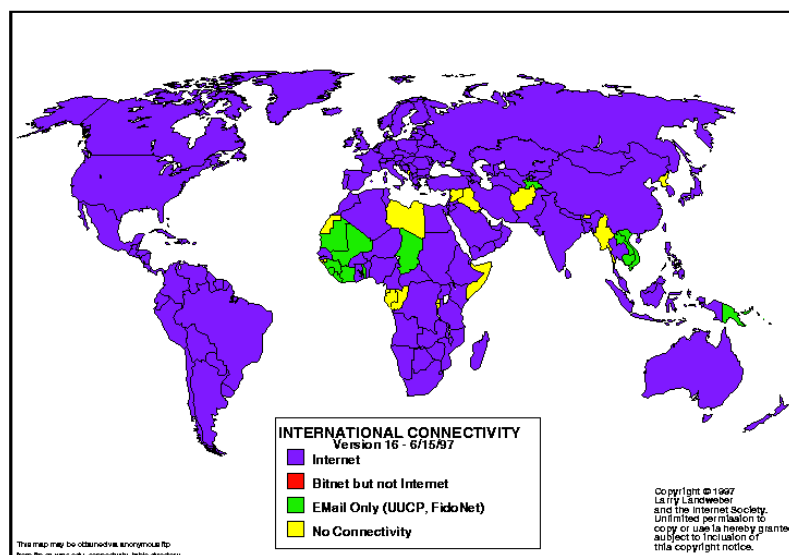 INTERNATIONAL CONNECTIVITY
Version 16 - 6/15/97
Internet
Bitnet but not Internet
EMail Only (UUCP, FidoNet)
No Connectivity
Copyright © 1997
Larry Landweber
and the Internet Society.
Unlimited permission to
copy or use is hereby granted
subject to inclusion of
this copyright notice.
This map may be obtained via anonymous ftp